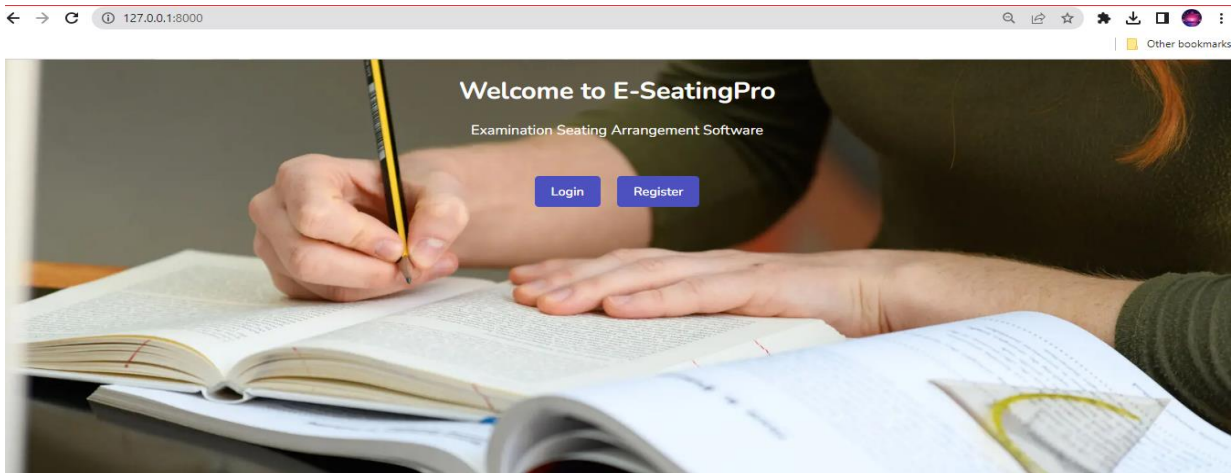 127.0.0.1:8000
Other bookmarks
Welcome to E-SeatingPro
Examination Seating Arrangement Software
Login Register